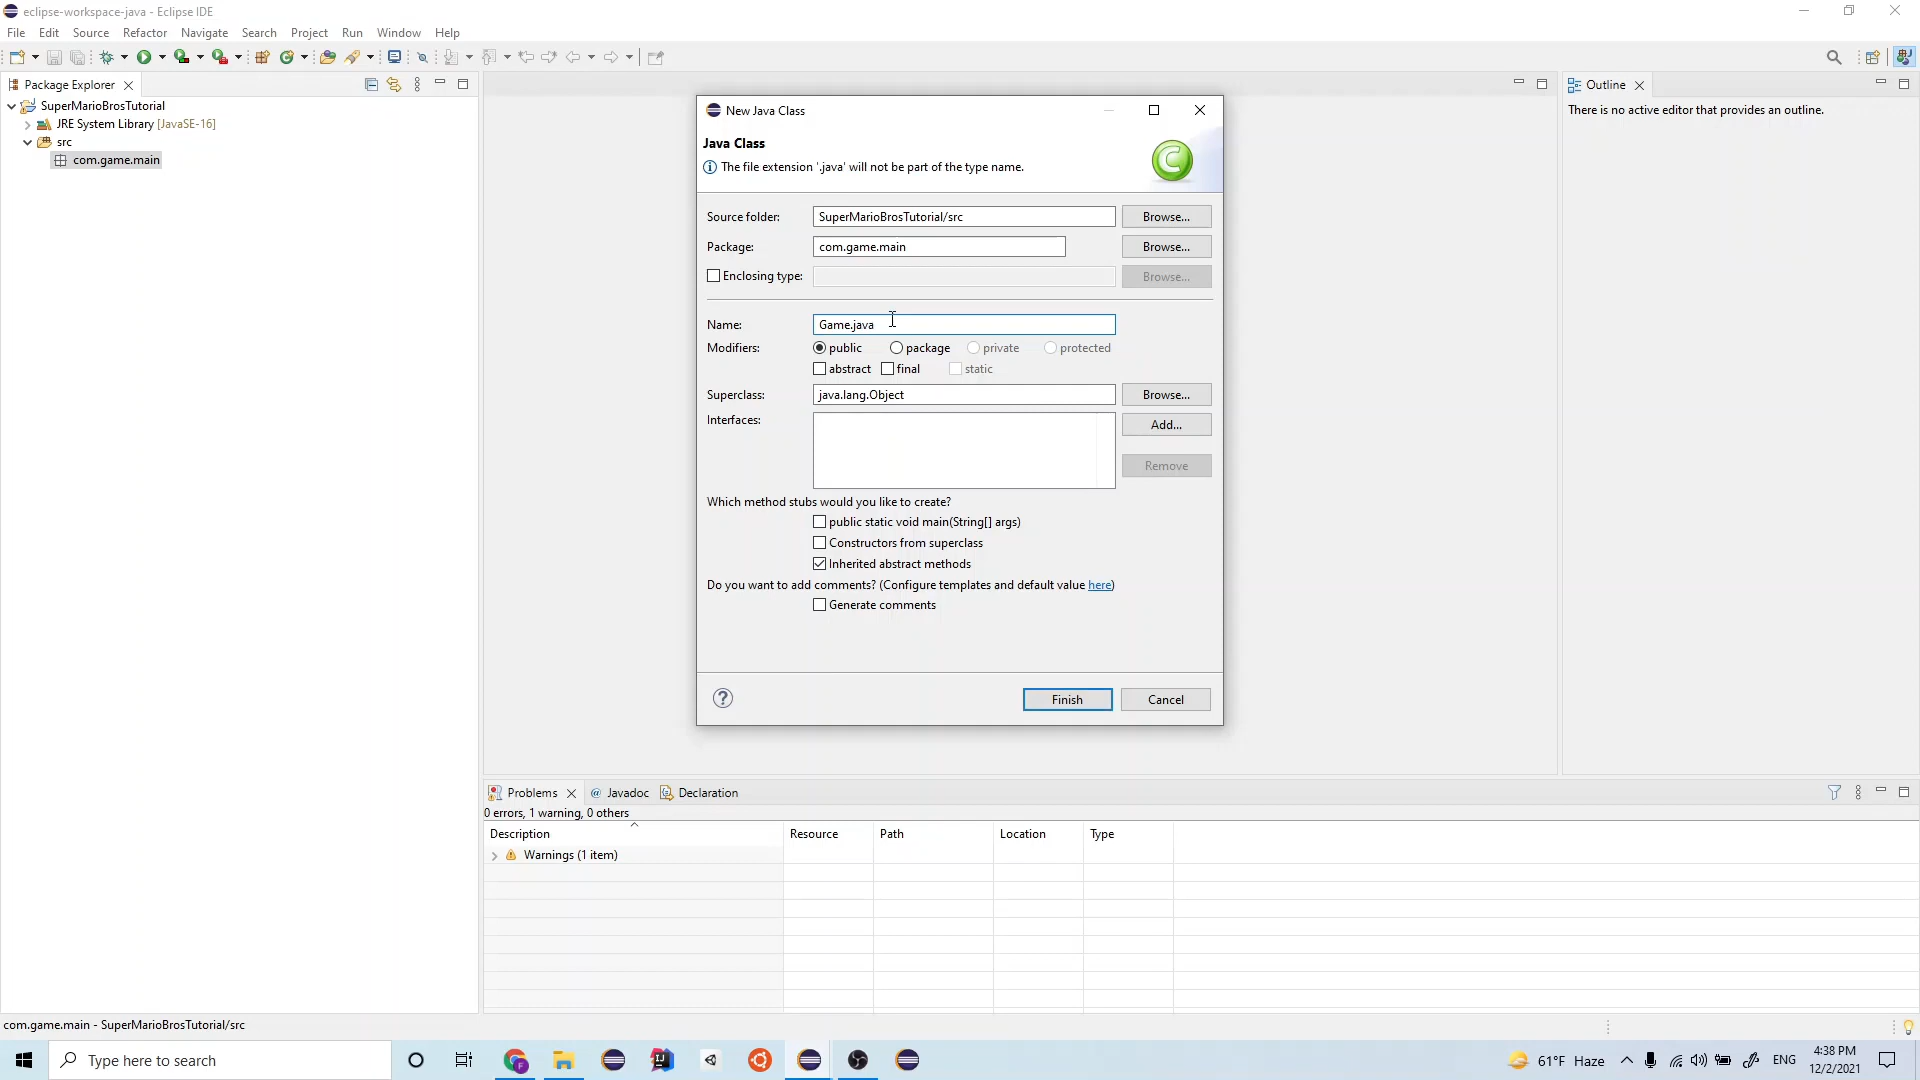 eclipse-workspace-java - Eclipse IDE
File Edit Source Refactor Navigate Search Project Run Window Help
Package Explorer
SuperMarioBrosTutorial
JRE System Library [JavaSE-16]
src
com.game.main
Outline
There is no active editor that provides an outline.
New Java Class
Java Class
The file extension '.java' will not be part of the type name.
Source folder: SuperMarioBrosTutorial/src Browse...
Package: com.game.main Browse...
Enclosing type: Browse...
Name: Game.java
Modifiers: public package private protected
abstract final static
Superclass: java.lang.Object Browse...
Interfaces: Add...
Remove
Which method stubs would you like to create?
public static void main(String[] args)
Constructors from superclass
Inherited abstract methods
Do you want to add comments? (Configure templates and default value here)
Generate comments
Finish Cancel
Problems Javadoc Declaration
0 errors, 1 warning, 0 others
Description Resource Path Location Type
Warnings (1 item)
com.game.main - SuperMarioBrosTutorial/src
Type here to search
61°F Haze
ENG
4:38 PM
12/2/2021